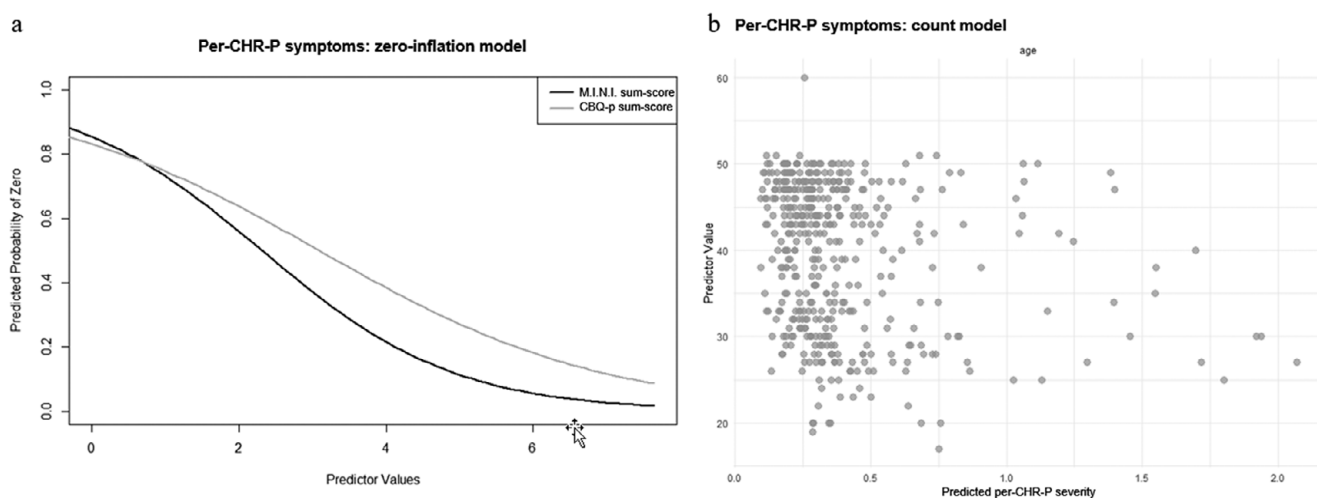 a
Per-CHR-P symptoms: zero-inflation model
M.I.N.I. sum-score
CBQ-p sum-score
Predicted Probability of Zero
1.0
0.8
0.6
0.4
0.2
0.0
0 2 4 6
Predictor Values
b Per-CHR-P symptoms: count model
age
Predictor Value
60
50
40
30
20
0.0 0.5 1.0 1.5 2.0
Predicted per-CHR-P severity